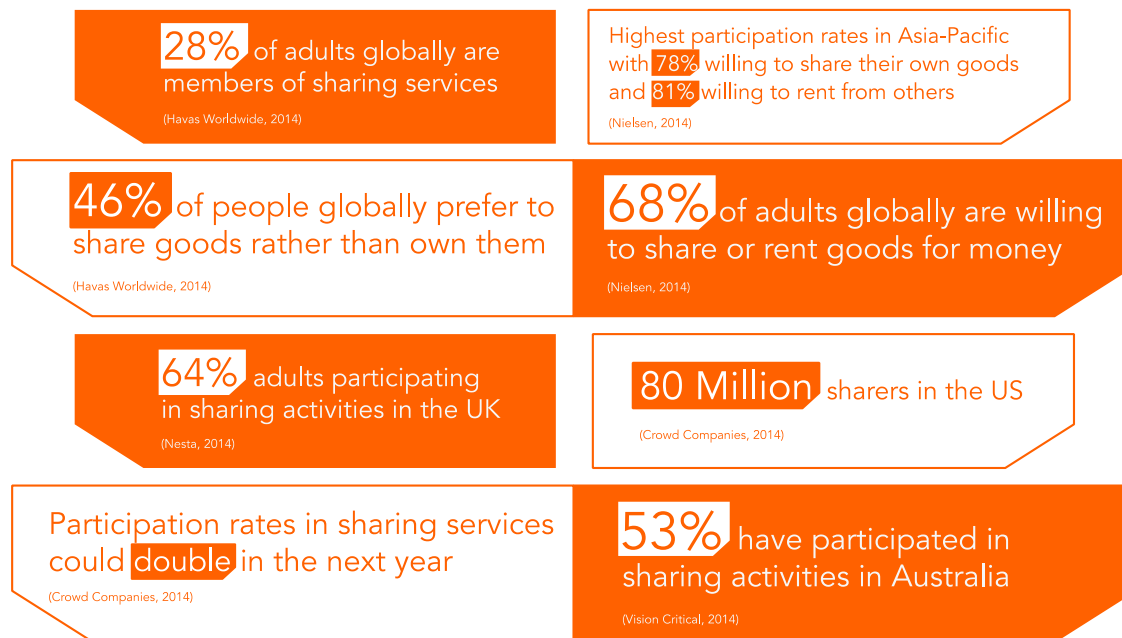 28% of adults globally are
members of sharing services
(Havas Worldwide, 2014)
Highest participation rates in Asia-Pacific
with 78% willing to share their own goods
and 81% willing to rent from others
(Nielsen, 2014)
46% of people globally prefer to
share goods rather than own them
(Havas Worldwide, 2014)
68% of adults globally are willing
to share or rent goods for money
(Nielsen, 2014)
64% adults participating
in sharing activities in the UK
(Nesta, 2014)
80 Million sharers in the US
(Crowd Companies, 2014)
Participation rates in sharing services
could double in the next year
(Crowd Companies, 2014)
53% have participated in
sharing activities in Australia
(Vision Critical, 2014)